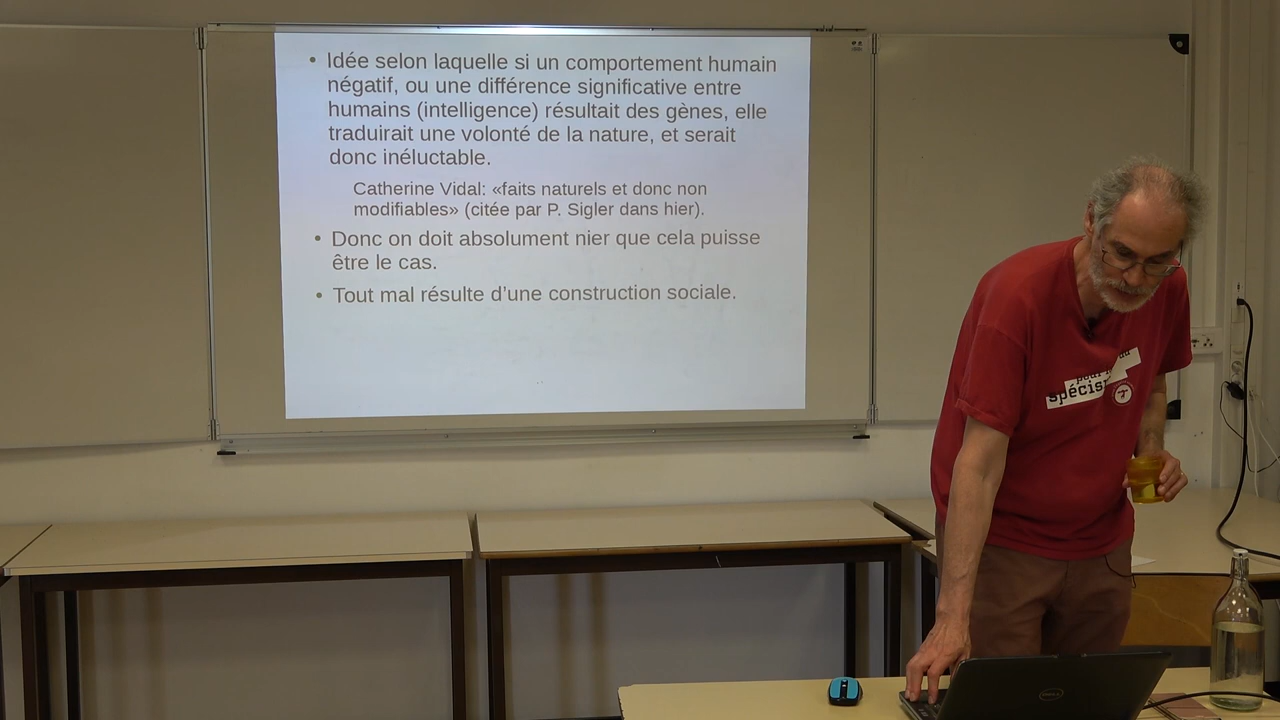 • Idée selon laquelle si un comportement humain
négatif, ou une différence significative entre
humains (intelligence) résultait des gènes, elle
traduirait une volonté de la nature, et serait
donc inéluctable.
Catherine Vidal: «faits naturels et donc non
modifiables» (citée par P. Sigler dans hier).
• Donc on doit absolument nier que cela puisse
être le cas.
• Tout mal résulte d’une construction sociale.
pour
spécis
DELL